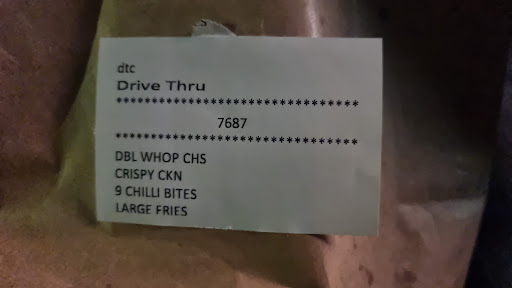 dtc
Drive Thru
*********************************
7687
*********************************
DBL WHOP CHS
CRISPY CKN
9 CHILLI BITES
LARGE FRIES